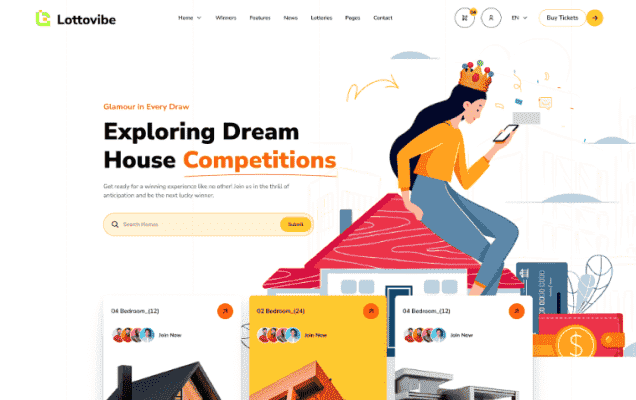 Lottovibe
Home Winners Features News Lotteries Pages Contact
EN
Buy Tickets
Glamour in Every Draw
Exploring Dream
House Competitions
Get ready for a winning experience like no other! Join us in the thrill of
anticipation and be the next lucky winner.
Search Homes
Submit
04 Bedroom_(12)
Join Now
02 Bedroom_(24)
Join Now
04 Bedroom_(12)
Join Now
$